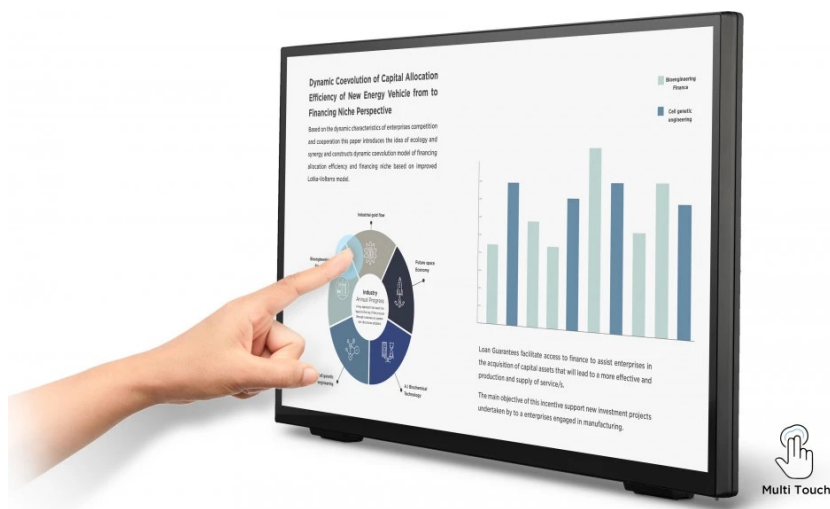 Dynamic Coevolution of Capital Allocation
Efficiency of New Energy Vehicle from to
Financing Niche Perspective
Based on the dynamic characteristics of enterprises competition
and cooperation this paper introduces the idea of ecology and
synergy and constructs dynamic coevolution model of financing
allocation efficiency and financing niche based on improved
Lotka-Volterra model.
Industrial gord flow
Bioengineering
Future space
Economy
Industry
Annual Progress
Cell genetic
engineering
A.I Biochemical
Technology
Bioengineering
Finance
Cell genetic
engineering
Loan Guarantees facilitate access to finance to assist enterprises in
the acquisition of capital assets that will lead to a more effective and
production and supply of service/s.
The main objective of this incentive support new investment projects
undertaken by to a enterprises engaged in manufacturing.
Multi Touch